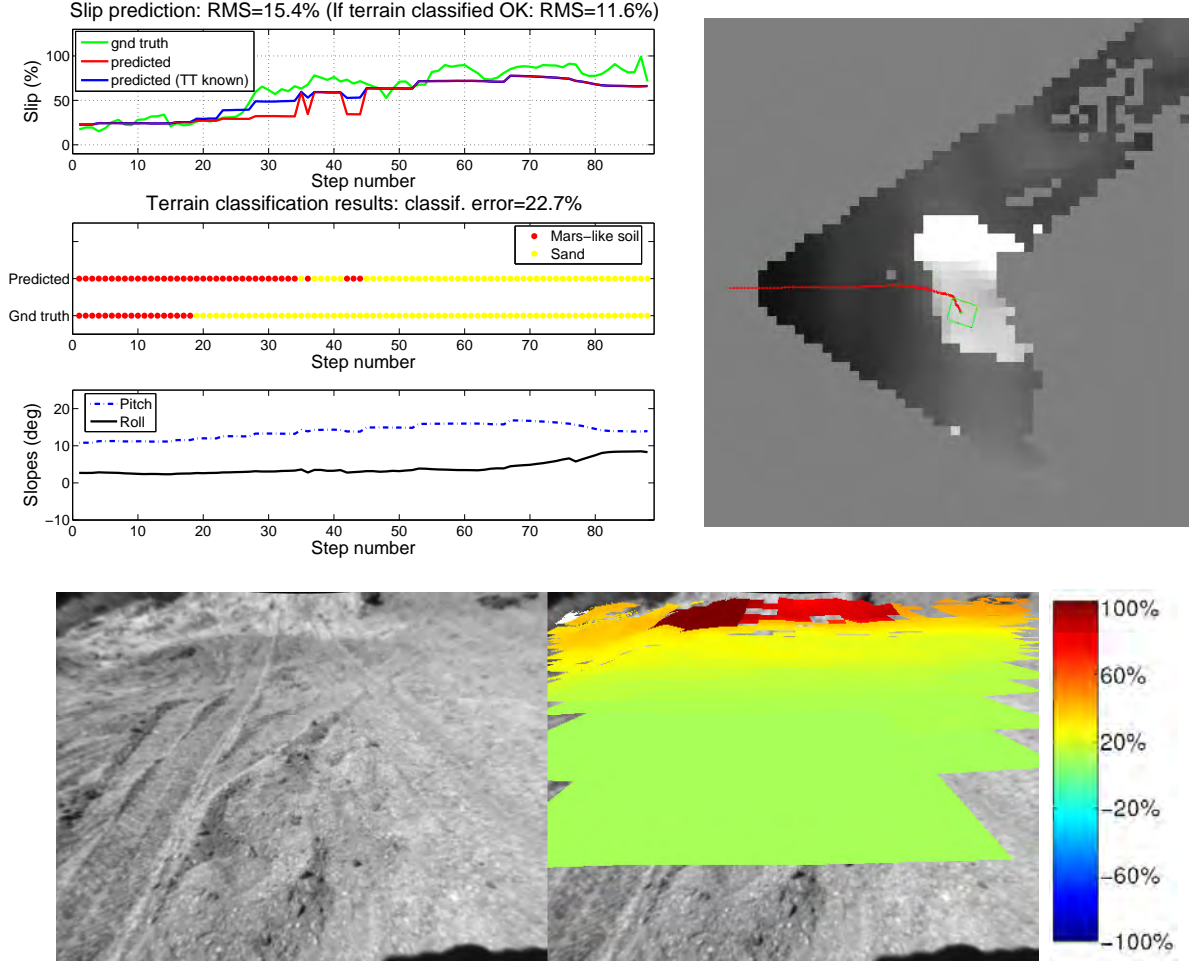 Slip prediction: RMS=15.4% (If terrain classified OK: RMS=11.6%)
gnd truth
predicted
predicted (TT known)
Slip (%)
100
50
0
0 10 20 30 40 50 60 70 80
Step number
Terrain classification results: classif. error=22.7%
Mars−like soil
Sand
Predicted
Gnd truth
0 10 20 30 40 50 60 70 80
Step number
Pitch
Roll
Slopes (deg)
20
10
0
−10
0 10 20 30 40 50 60 70 80
Step number
100%
60%
20%
−20%
−60%
−100%